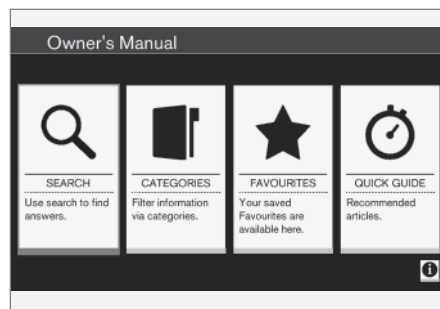 Owner's Manual
SEARCH
Use search to find
answers.
CATEGORIES
Filter information
via categories.
FAVOURITES
Your saved
Favourites are
available here.
QUICK GUIDE
Recommended
articles.
i